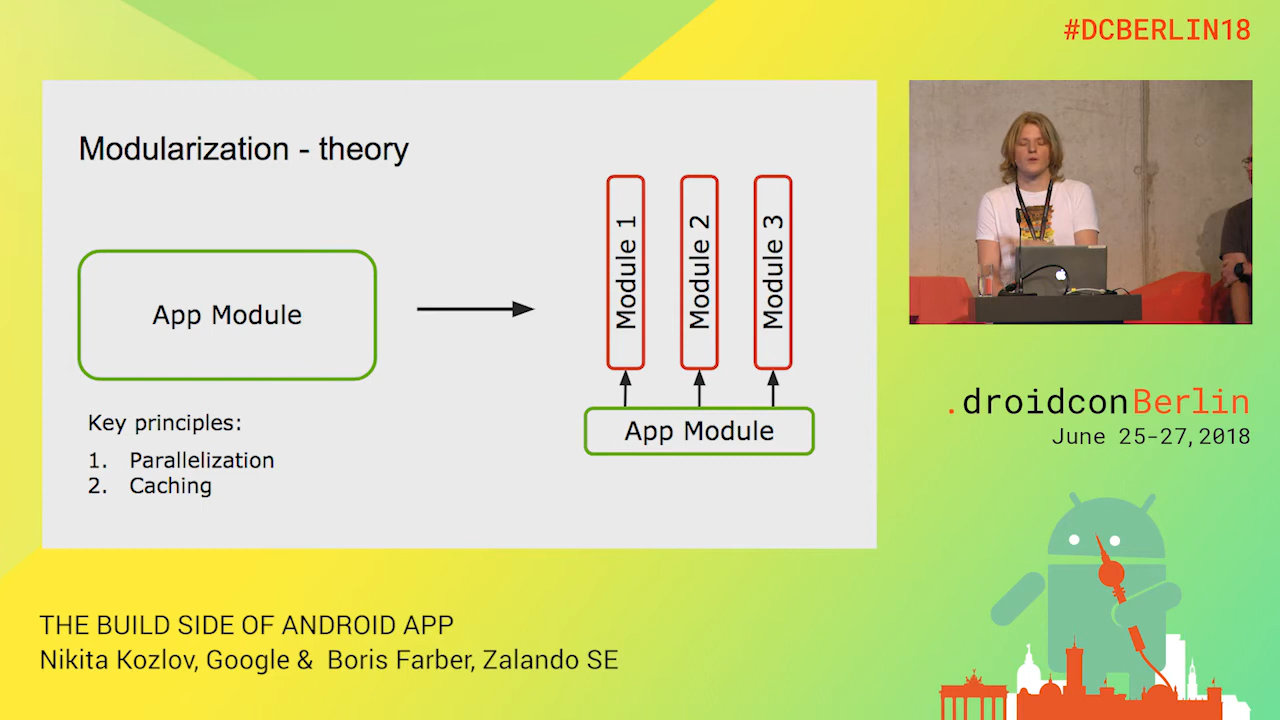 #DCBERLIN18
Modularization - theory
App Module
Module 1
Module 2
Module 3
App Module
Key principles:
1. Parallelization
2. Caching
.droidconBerlin
June 25-27,2018
THE BUILD SIDE OF ANDROID APP
Nikita Kozlov, Google & Boris Farber, Zalando SE